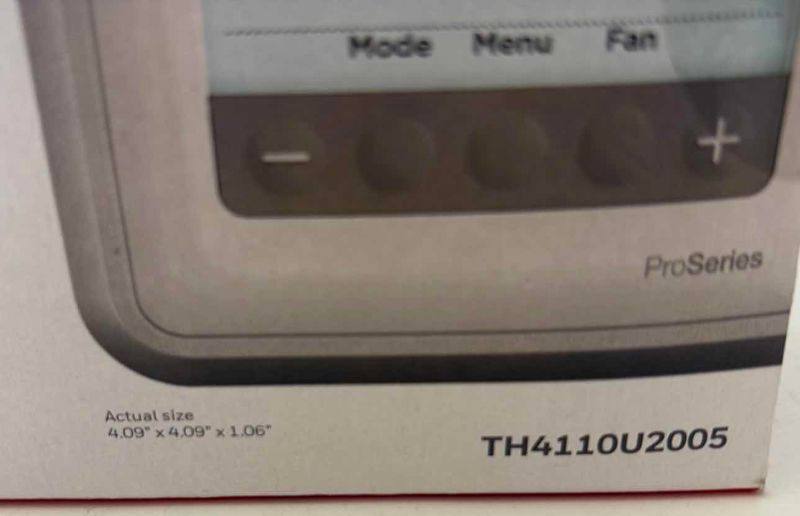 Mode Menu Fan
− +
ProSeries
Actual size
4.09" x 4.09" x 1.06"
TH4110U2005